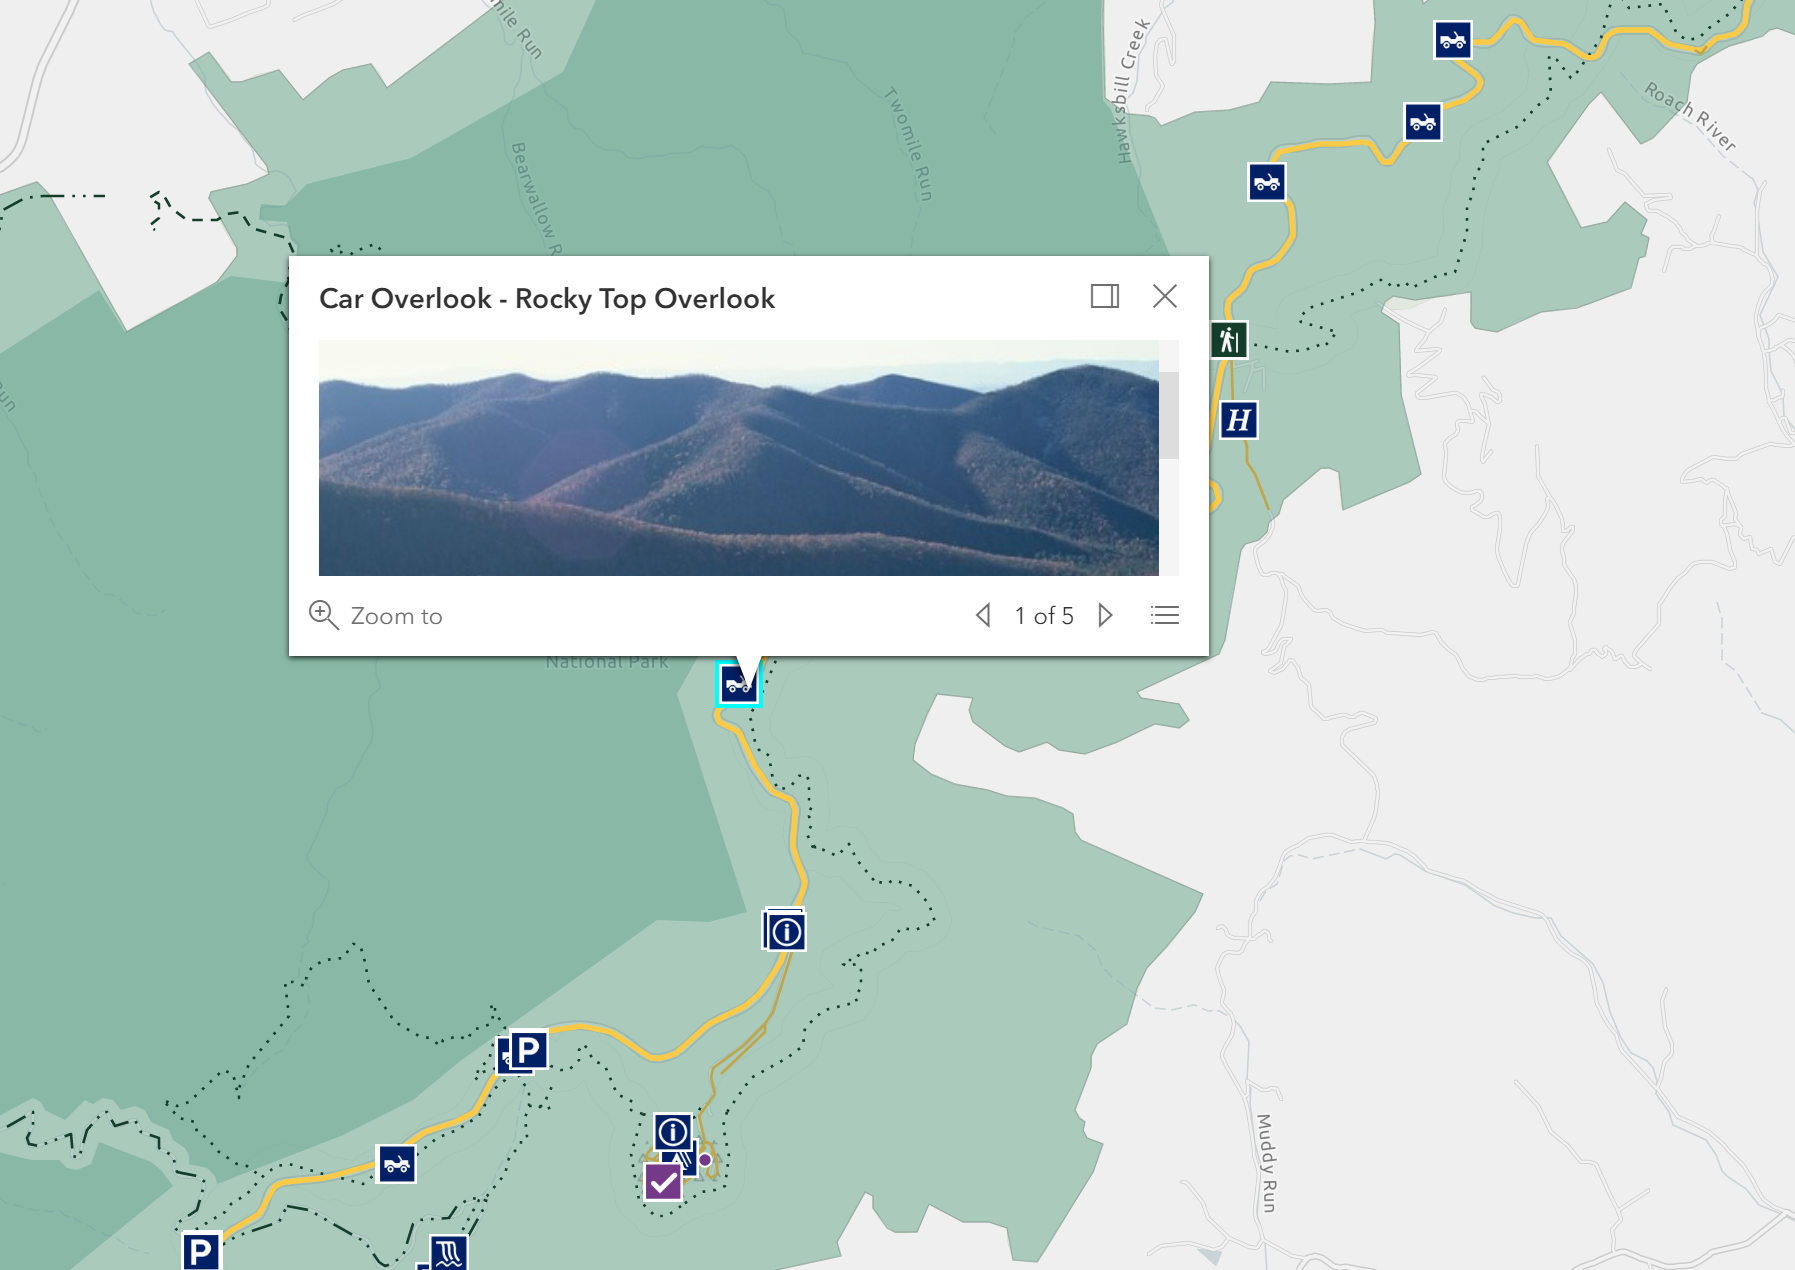 mile Run
Hawksbill Creek
Roach River
Twomile Run
Bearwallow R
un
Car Overlook - Rocky Top Overlook
H
Zoom to
1 of 5
National Park
i
P
i
Muddy Run
P